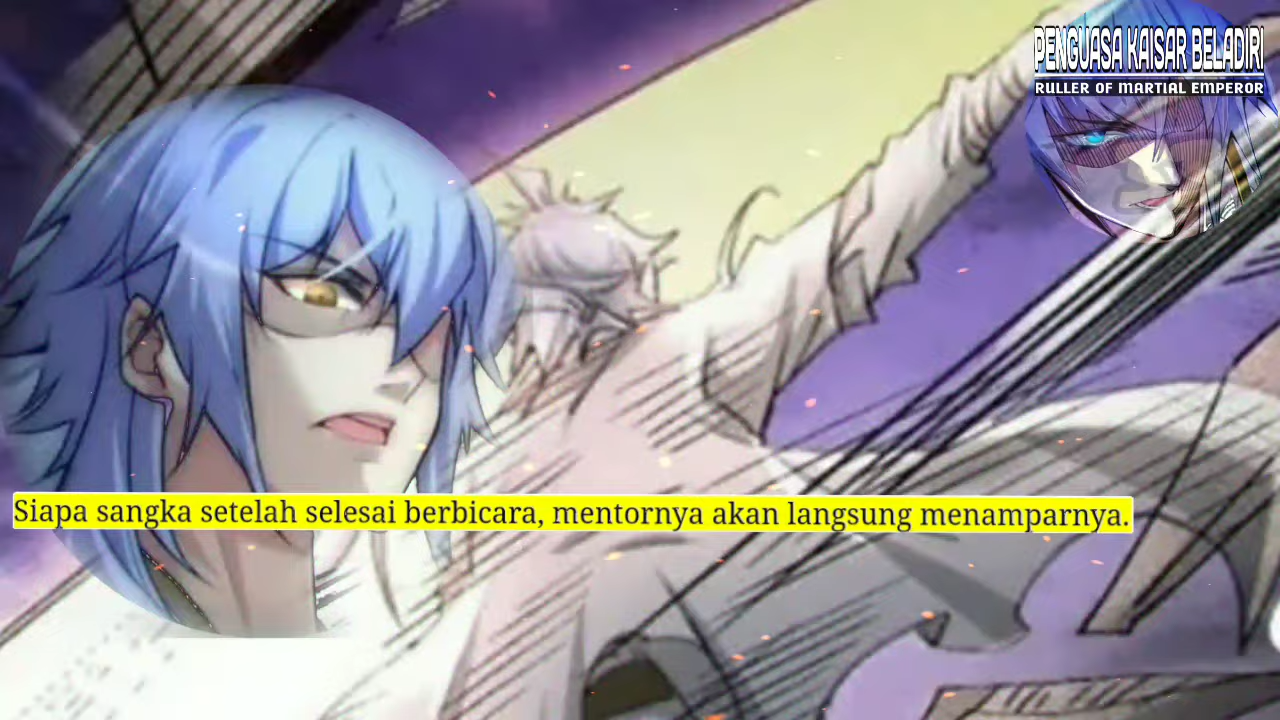 PENGUASA KAISAR BELADIRI
RULLER OF MARTIAL EMPEROR
Siapa sangka setelah selesai berbicara, mentornya akan langsung menamparnya.